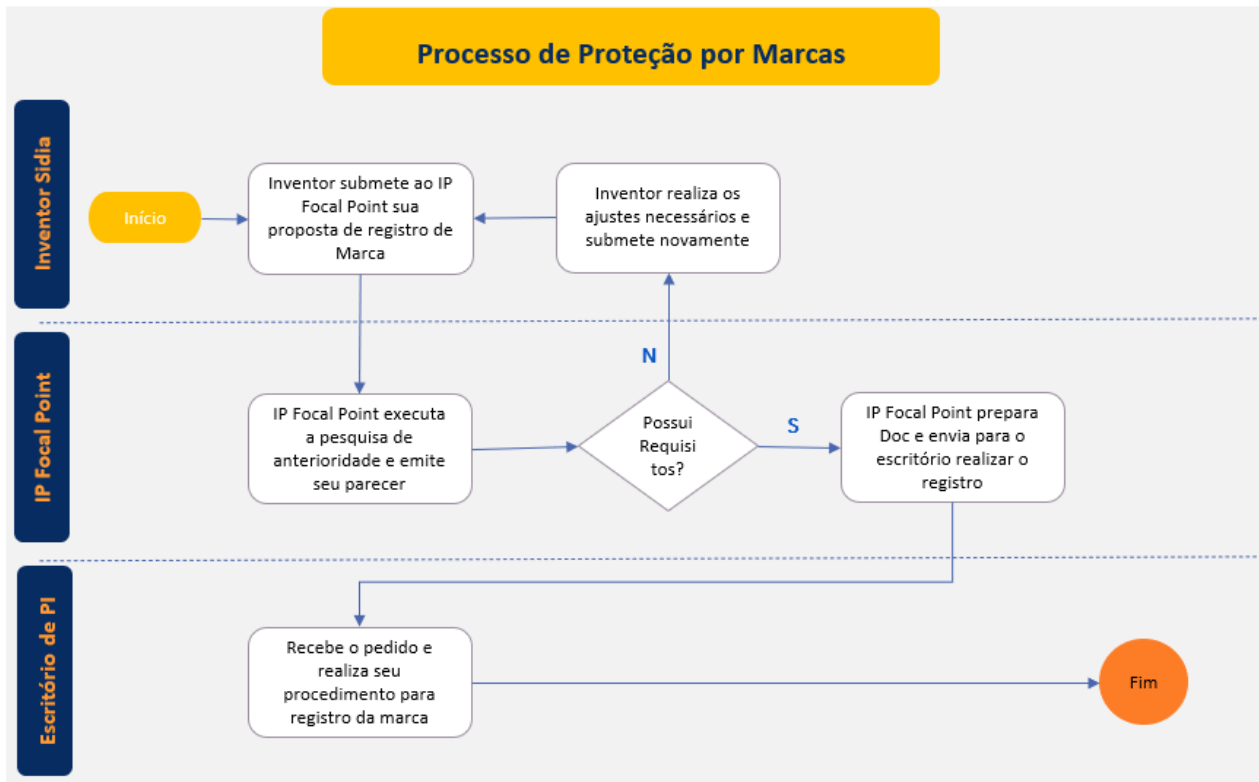 Processo de Proteção por Marcas
Inventor Sidia
Início
Inventor submete ao IP
Focal Point sua
proposta de registro de
Marca
Inventor realiza os
ajustes necessários e
submete novamente
IP Focal Point
IP Focal Point executa
a pesquisa de
anterioridade e emite
seu parecer
N
Possui
Requisi
tos?
S
IP Focal Point prepara
Doc e envia para o
escritório realizar o
registro
Escritório de PI
Recebe o pedido e
realiza seu
procedimento para
registro da marca
Fim